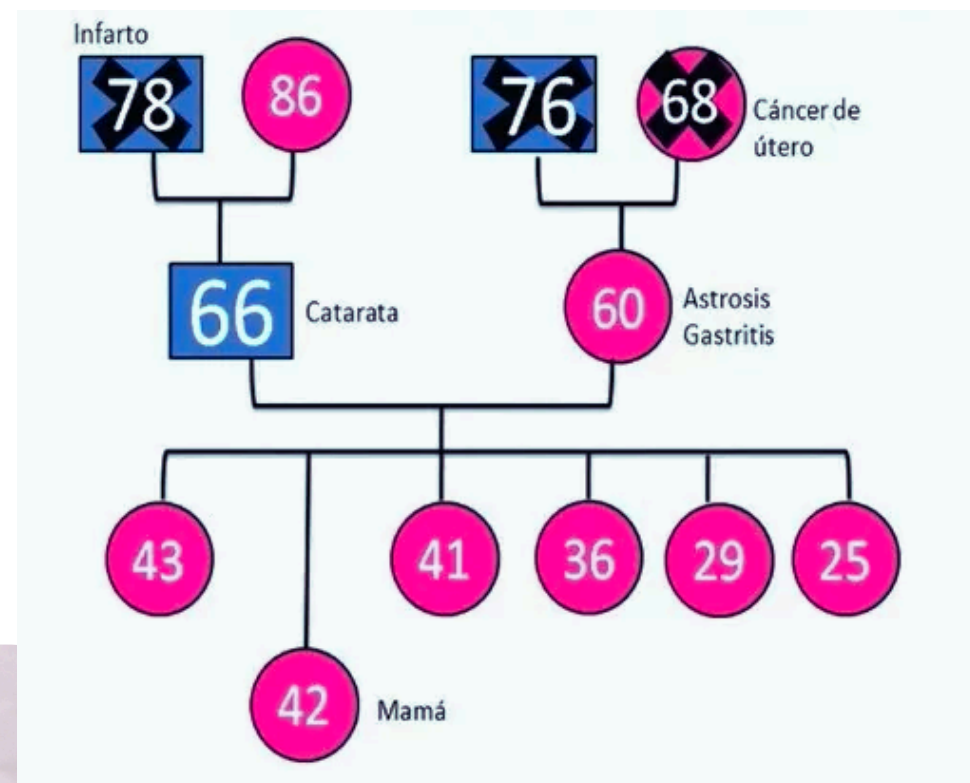 Infarto
78
86
76
68
Cáncer de
útero
66
Catarata
60
Astrosis
Gastritis
43
41
36
29
25
42
Mamá